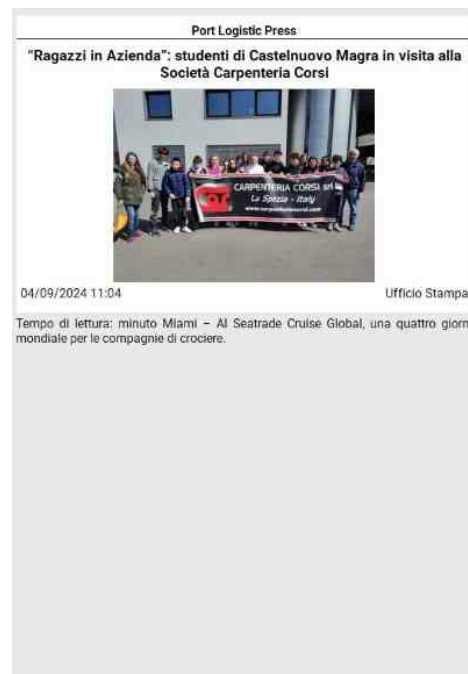 Port Logistic Press
“Ragazzi in Azienda”: studenti di Castelnuovo Magra in visita alla
Società Carpenteria Corsi
CARPENTERIA CORSI srl
La Spezia - Italy
04/09/2024 11:04
Ufficio Stampa
Tempo di lettura: minuto Miami – Al Seatrade Cruise Global, una quattro giorn
mondiale per le compagnie di crociere.